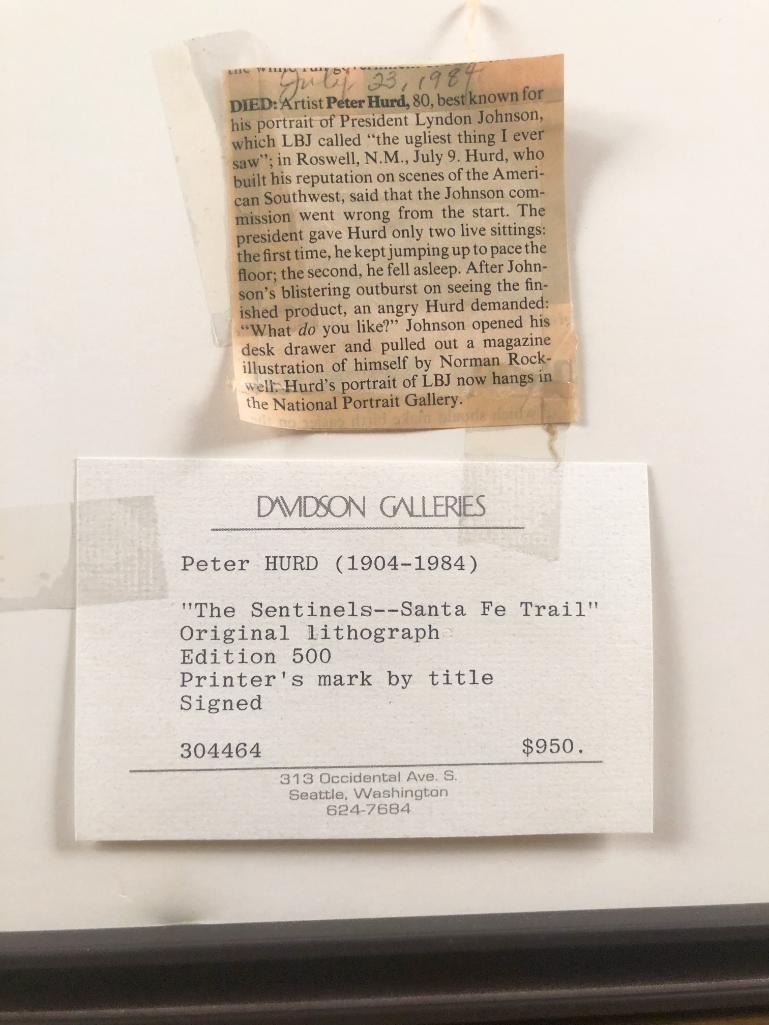 July 23, 1984
DIED: Artist Peter Hurd, 80, best known for
his portrait of President Lyndon Johnson,
which LBJ called “the ugliest thing I ever
saw”; in Roswell, N.M., July 9. Hurd, who
built his reputation on scenes of the Ameri-
can Southwest, said that the Johnson com-
mission went wrong from the start. The
president gave Hurd only two live sittings:
the first time, he kept jumping up to pace the
floor; the second, he fell asleep. After John-
son’s blistering outburst on seeing the fin-
ished product, an angry Hurd demanded:
“What do you like?” Johnson opened his
desk drawer and pulled out a magazine
illustration of himself by Norman Rock-
well. Hurd’s portrait of LBJ now hangs in
the National Portrait Gallery.
DAVIDSON GALLERIES
Peter HURD (1904-1984)
"The Sentinels--Santa Fe Trail"
Original lithograph
Edition 500
Printer's mark by title
Signed
304464 $950.
313 Occidental Ave. S.
Seattle, Washington
624-7684